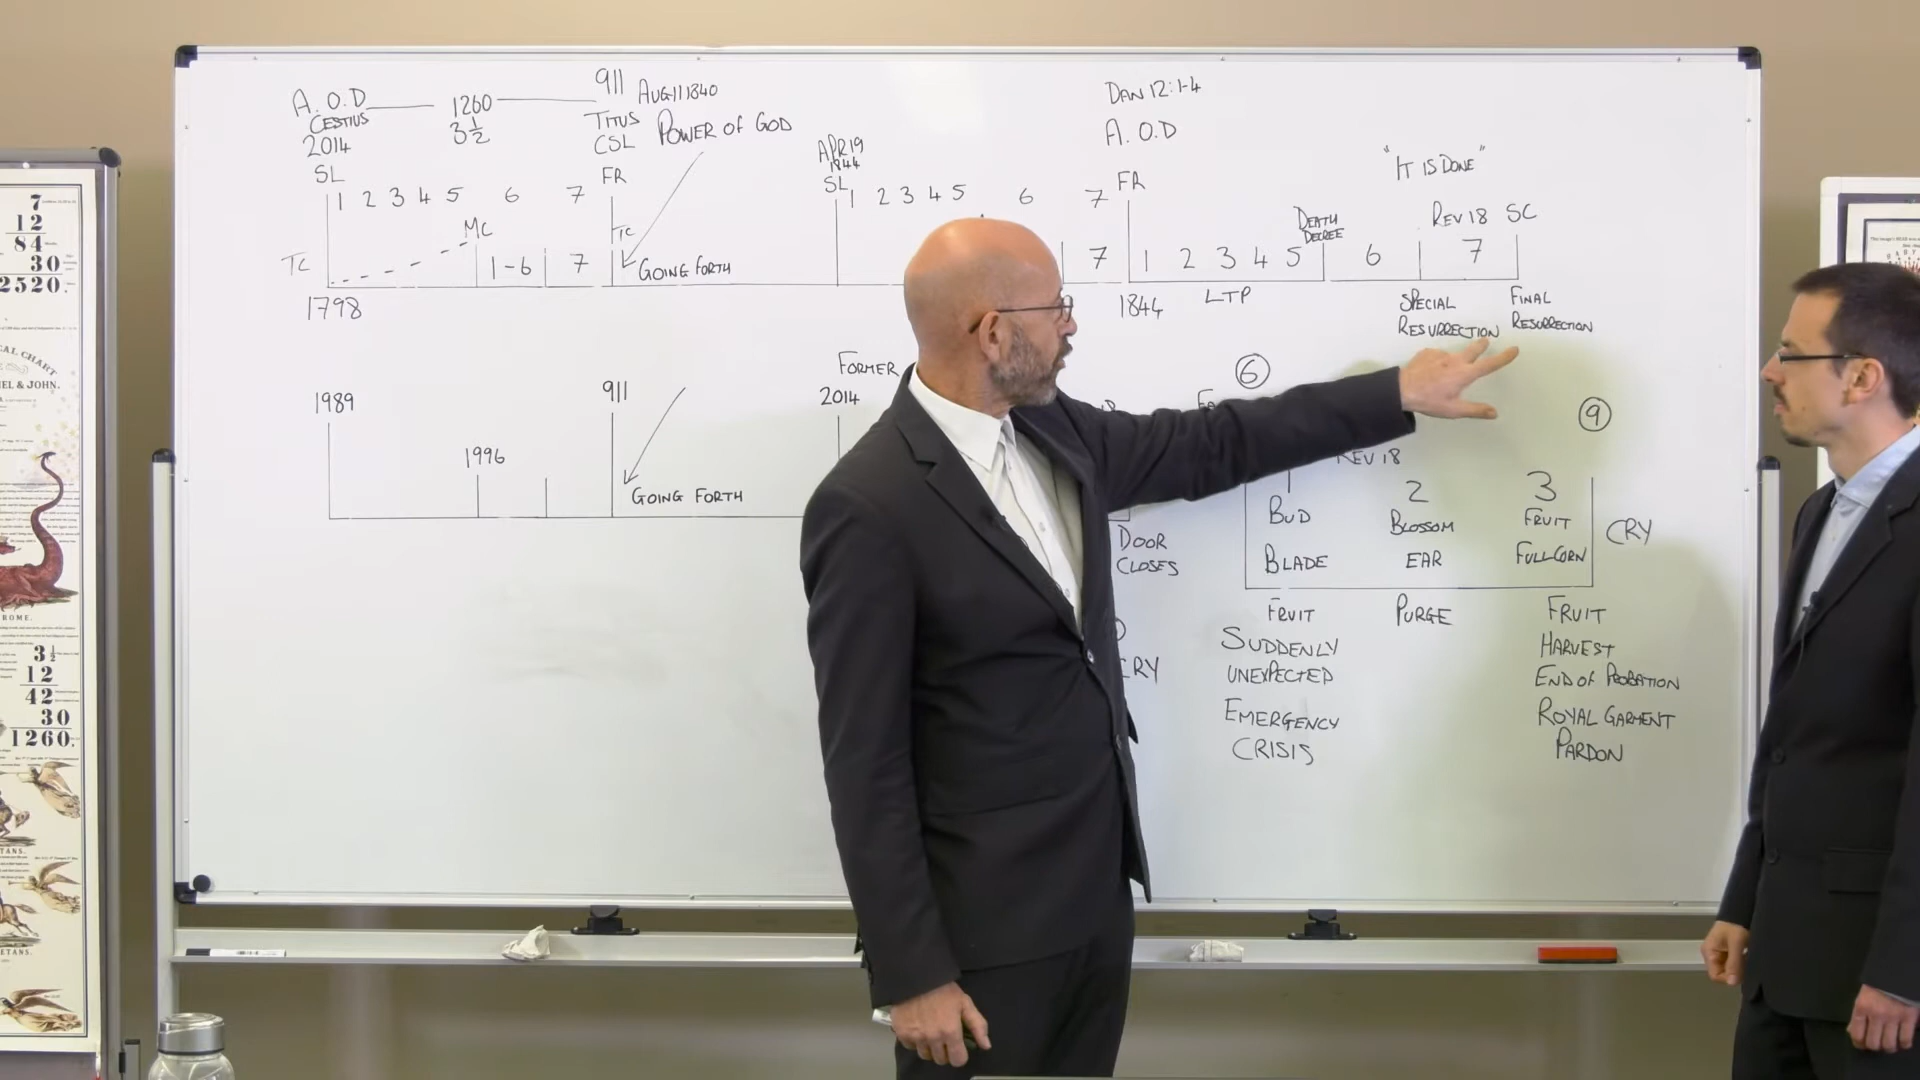 A.O.D 1260 911 AUG 11 1840
CESTIUS 3½ TITUS POWER OF GOD
2014 CSL
SL FR
1 2 3 4 5 6 7
MC TC
TC 1-6 7 GOING FORTH
1798
APR 19
1844
SL 1 2 3 4 5 6 7
7
DAN 12:1-4
A.O.D
FR
"IT IS DONE"
DEATH DECREE REV 18 SC
1 2 3 4 5 6 7
1844 LTP SPECIAL RESURRECTION FINAL RESURRECTION
1989 1996 911 GOING FORTH
FORMER
2014
DOOR
CLOSES
6 9
REV 18
2 3
BUD BLOSSOM FRUIT CRY
BLADE EAR FULL CORN
FRUIT PURGE FRUIT
SUDDENLY HARVEST
UNEXPECTED END OF PROBATION
EMERGENCY ROYAL GARMENT
CRISIS PARDON
7
12
84
30
2520.
CAL CHART
IEL & JOHN.
ROME.
3½
12
42
30
1260.